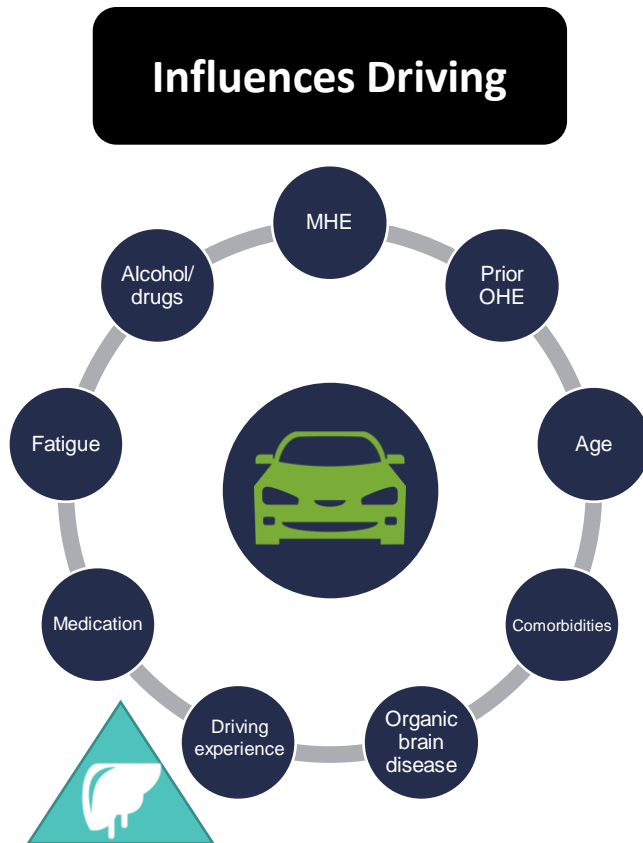 Influences Driving
MHE
Prior
OHE
Age
Comorbidities
Organic
brain
disease
Driving
experience
Medication
Fatigue
Alcohol/
drugs